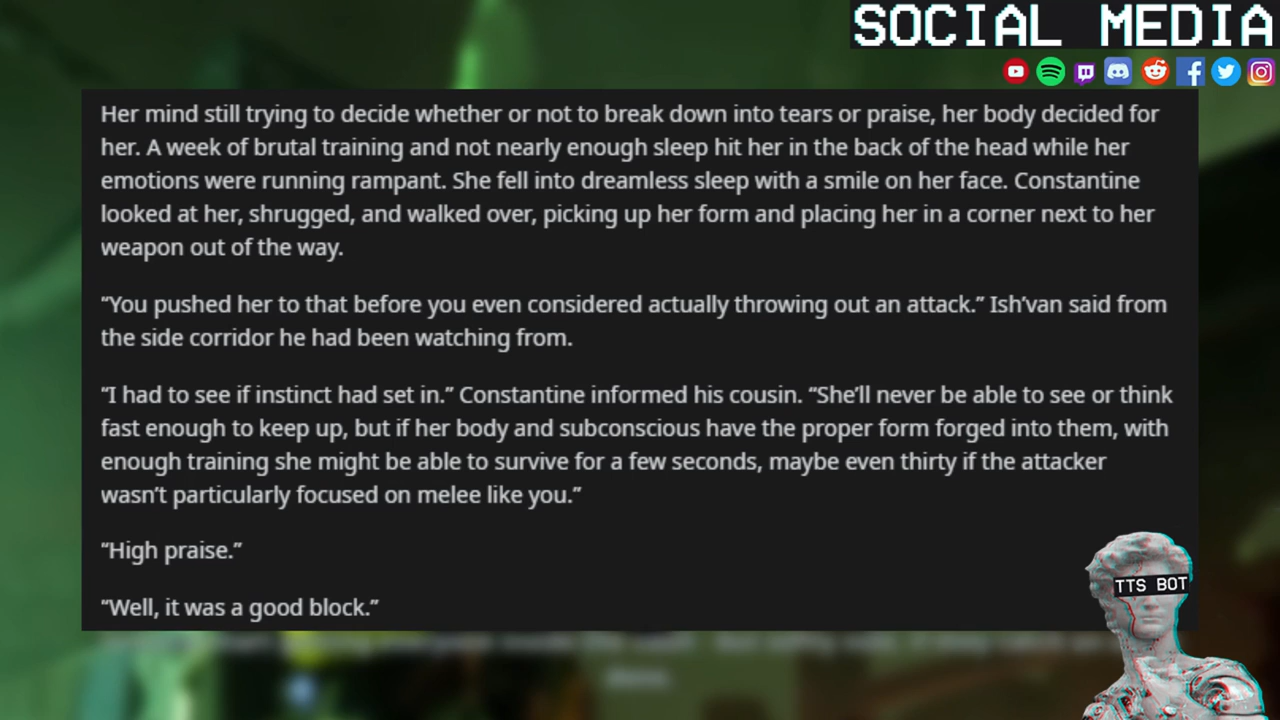 SOCIAL MEDIA
Her mind still trying to decide whether or not to break down into tears or praise, her body decided for
her. A week of brutal training and not nearly enough sleep hit her in the back of the head while her
emotions were running rampant. She fell into dreamless sleep with a smile on her face. Constantine
looked at her, shrugged, and walked over, picking up her form and placing her in a corner next to her
weapon out of the way.
“You pushed her to that before you even considered actually throwing out an attack.” Ish’van said from
the side corridor he had been watching from.
“I had to see if instinct had set in.” Constantine informed his cousin. “She’ll never be able to see or think
fast enough to keep up, but if her body and subconscious have the proper form forged into them, with
enough training she might be able to survive for a few seconds, maybe even thirty if the attacker
wasn’t particularly focused on melee like you.”
“High praise.”
“Well, it was a good block.”
TTS BOT